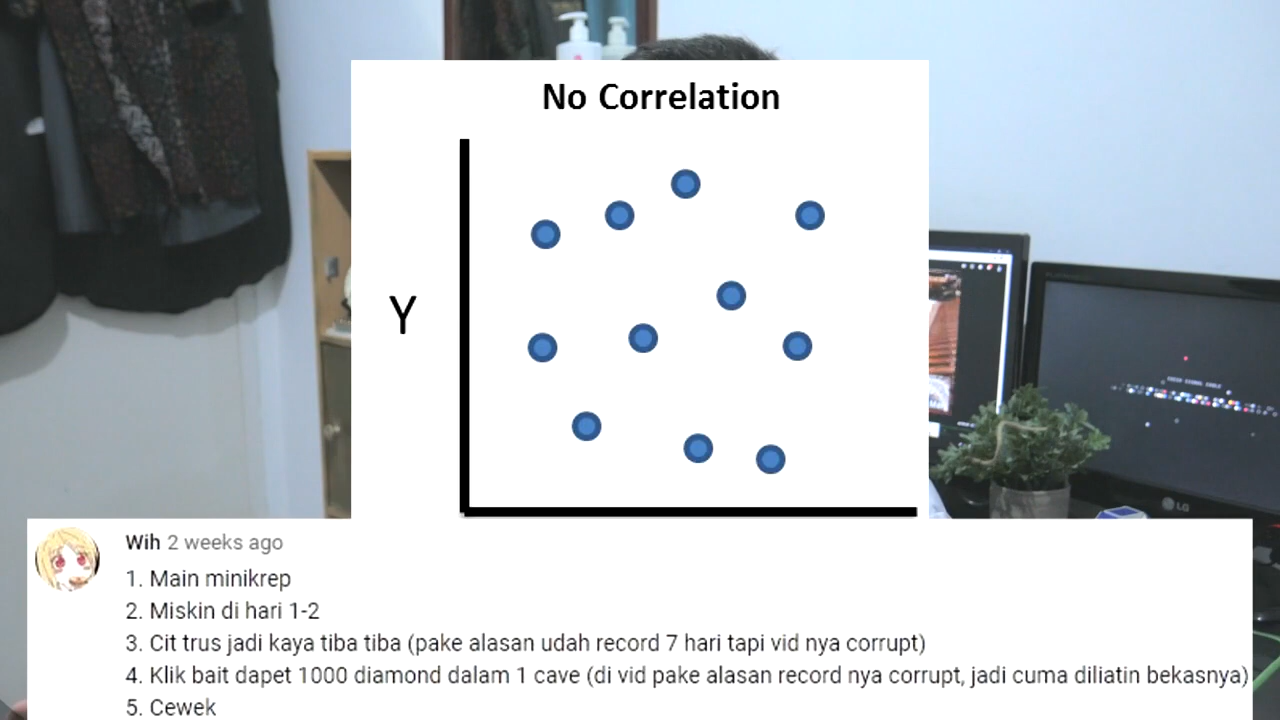 No Correlation
Y
LG
Wih 2 weeks ago
1. Main minikrep
2. Miskin di hari 1-2
3. Cit trus jadi kaya tiba tiba (pake alasan udah record 7 hari tapi vid nya corrupt)
4. Klik bait dapet 1000 diamond dalam 1 cave (di vid pake alasan record nya corrupt, jadi cuma diliatin bekasnya)
5. Cewek